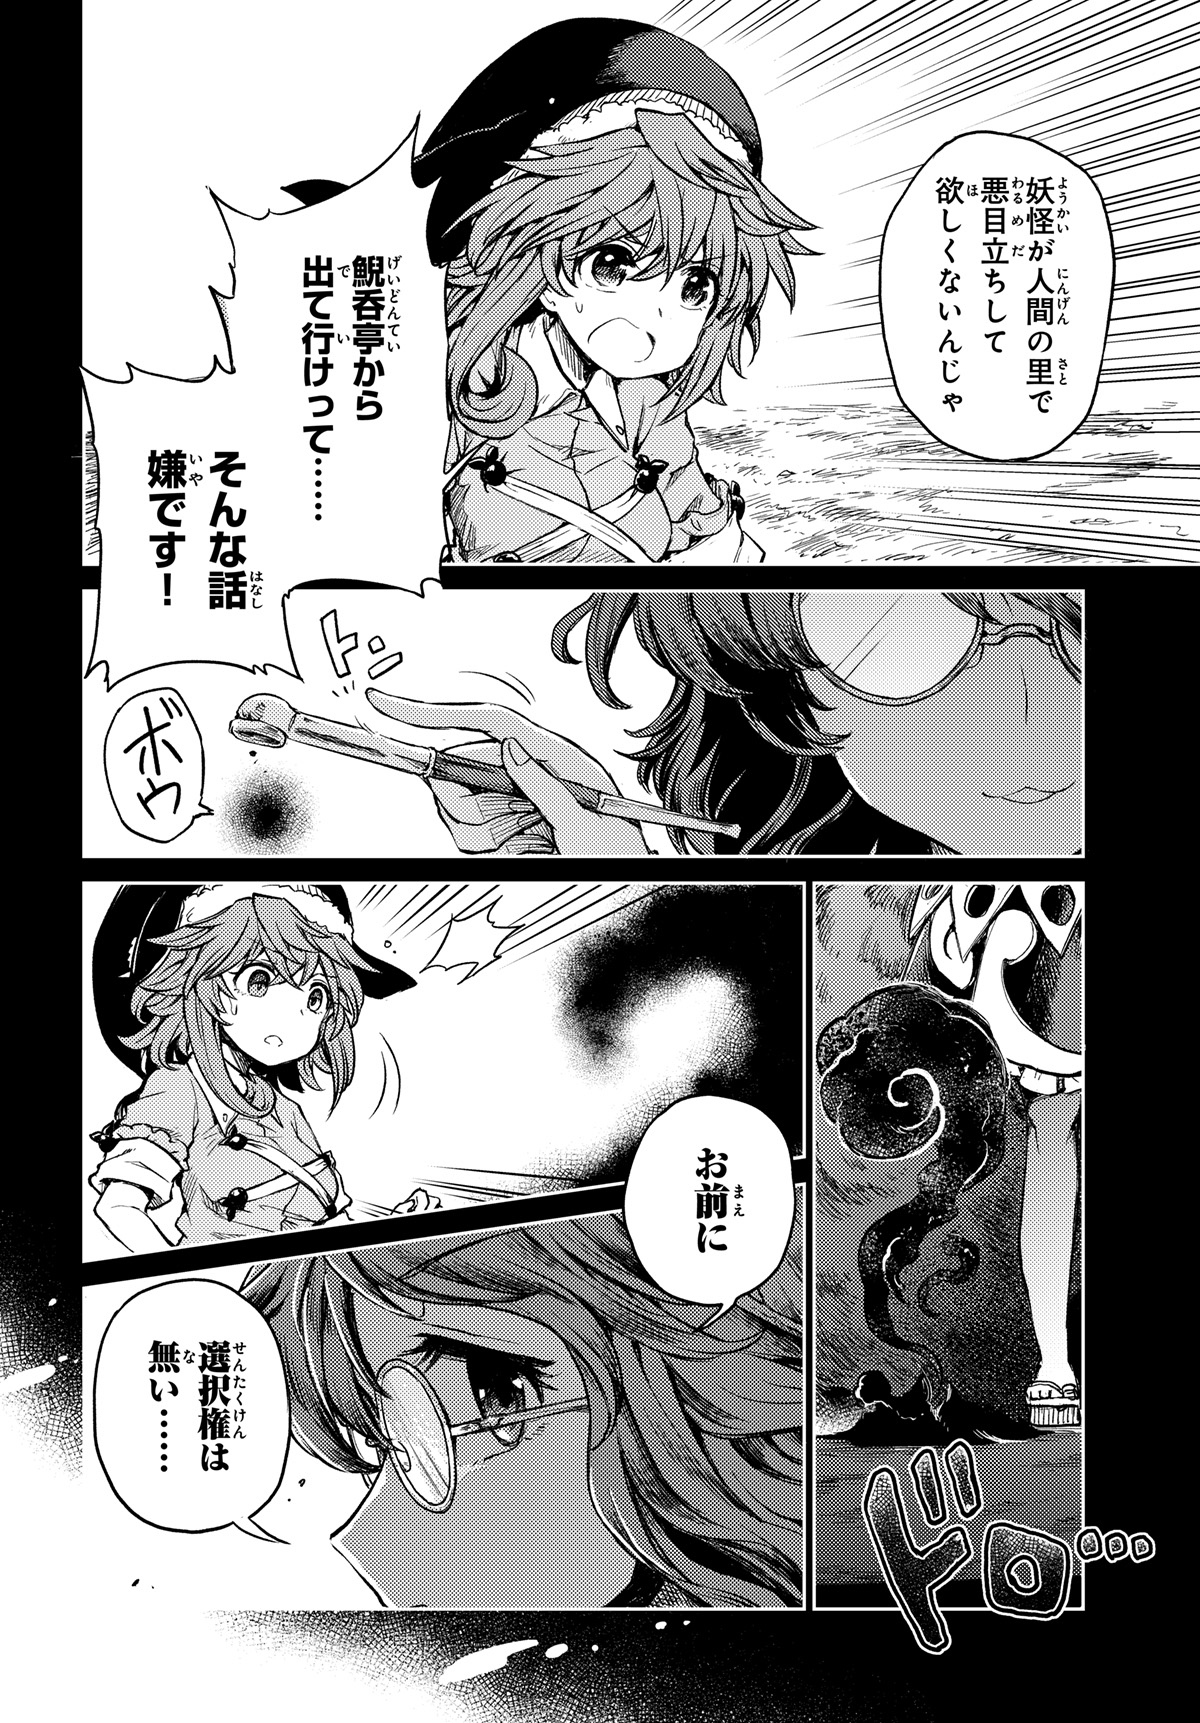 妖怪が人間の里で
悪目立ちして
欲しくないんじゃ
鯢呑亭から
出て行けって……
そんな話
嫌です！
トン
ボウ
ドロ…
お前に
選択権は
無い……